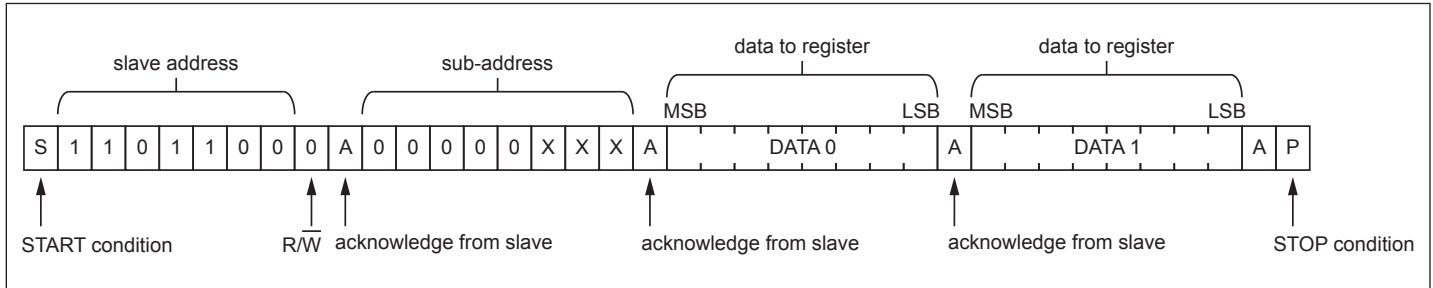 data to register data to register
slave address sub-address
MSB LSB MSB LSB
S 1 1 0 1 1 0 0 0 A 0 0 0 0 0 X X X A DATA 0 A DATA 1 A P
START condition R/W̅ acknowledge from slave acknowledge from slave acknowledge from slave STOP condition